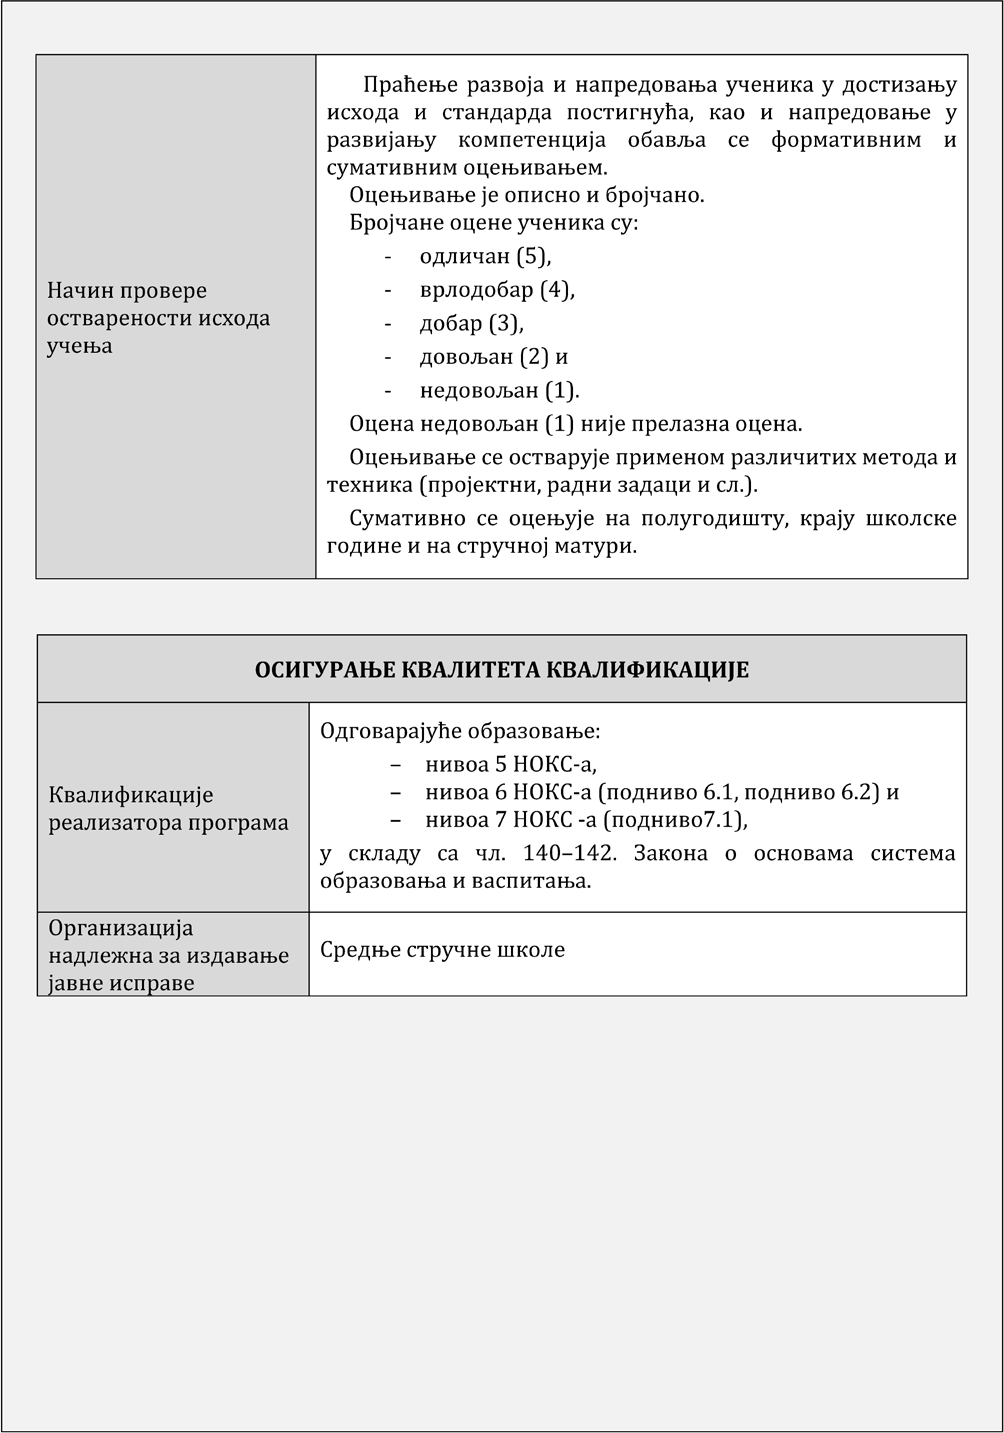 Начин провере
остварености исхода
учења
Праћење развоја и напредовања ученика у достизању
исхода и стандарда постигнућа, као и напредовање у
развијању компетенција обавља се формативним и
сумативним оцењивањем.
Оцењивање је описно и бројчано.
Бројчане оцене ученика су:
- одличан (5),
- врлодобар (4),
- добар (3),
- довољан (2) и
- недовољан (1).
Оцена недовољан (1) није прелазна оцена.
Оцењивање се остварује применом различитих метода и
техника (пројектни, радни задаци и сл.).
Сумативно се оцењује на полугодишту, крају школске
године и на стручној матури.
ОСИГУРАЊЕ КВАЛИТЕТА КВАЛИФИКАЦИЈЕ
Квалификације
реализатора програма
Одговарајуће образовање:
– нивоа 5 НОКС-а,
– нивоа 6 НОКС-а (подниво 6.1, подниво 6.2) и
– нивоа 7 НОКС -а (подниво7.1),
у складу са чл. 140–142. Закона о основама система
образовања и васпитања.
Организација
надлежна за издавање
јавне исправе
Средње стручне школе